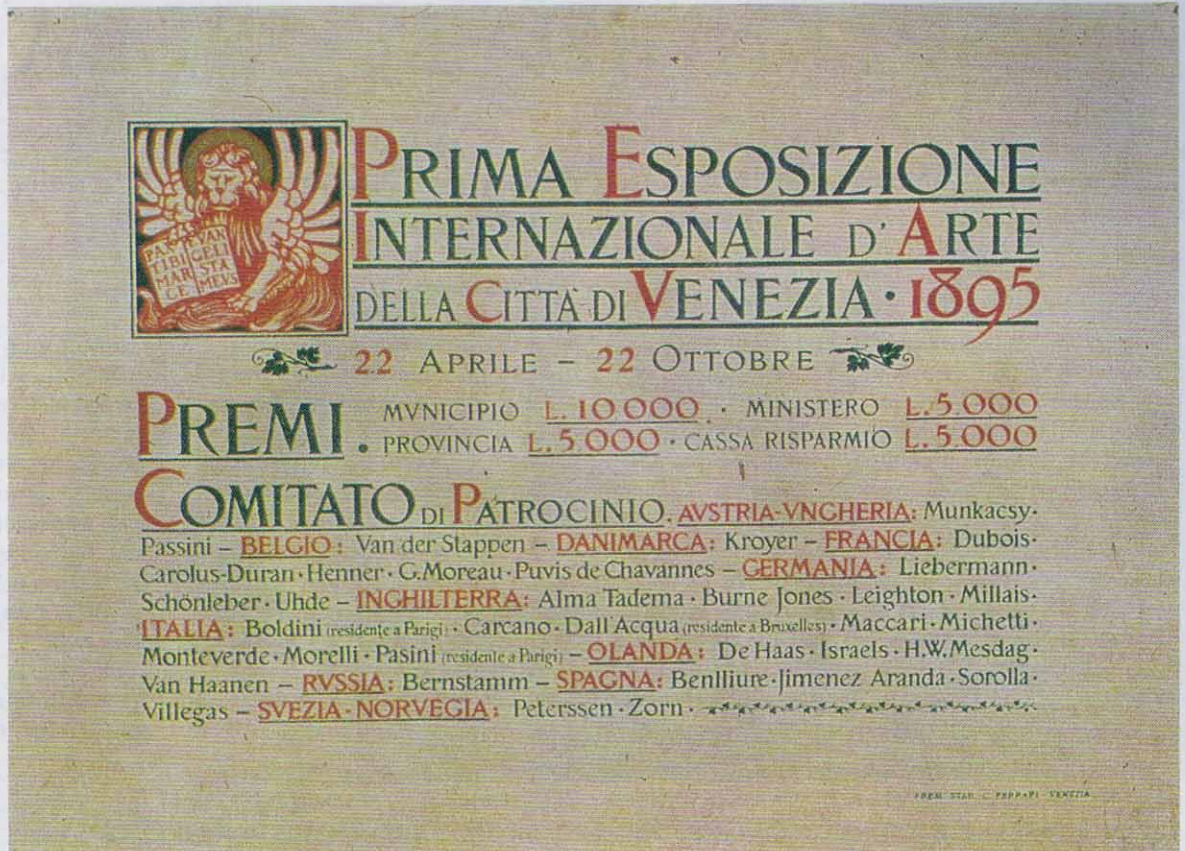 PAX TIBI MARCE EVANGELISTA MEVS
PRIMA ESPOSIZIONE
INTERNAZIONALE D'ARTE
DELLA CITTÀ DI VENEZIA · 1895
22 APRILE – 22 OTTOBRE
PREMI. MVNICIPIO L. 10 000 · MINISTERO L. 5 000
PROVINCIA L. 5 000 · CASSA RISPARMIO L. 5 000
COMITATO DI PATROCINIO. AVSTRIA-VNGHERIA: Munkacsy·
Passini – BELGIO: Van der Stappen – DANIMARCA: Kroyer – FRANCIA: Dubois·
Carolus-Duran · Henner · G. Moreau · Puvis de Chavannes – GERMANIA: Liebermann·
Schönleber · Uhde – INGHILTERRA: Alma Tadema · Burne Jones · Leighton · Millais·
ITALIA: Boldini (residente a Parigi) · Carcano · Dall'Acqua (residente a Bruxelles) · Maccari · Michetti·
Monteverde · Morelli · Pasini (residente a Parigi) – OLANDA: De Haas · Israels · H.W. Mesdag·
Van Haanen – RVSSIA: Bernstamm – SPAGNA: Benlliure · Jimenez Aranda · Sorolla·
Villegas – SVEZIA-NORVEGIA: Peterssen · Zorn ·
PREM. STAB. C. FERRARI VENEZIA